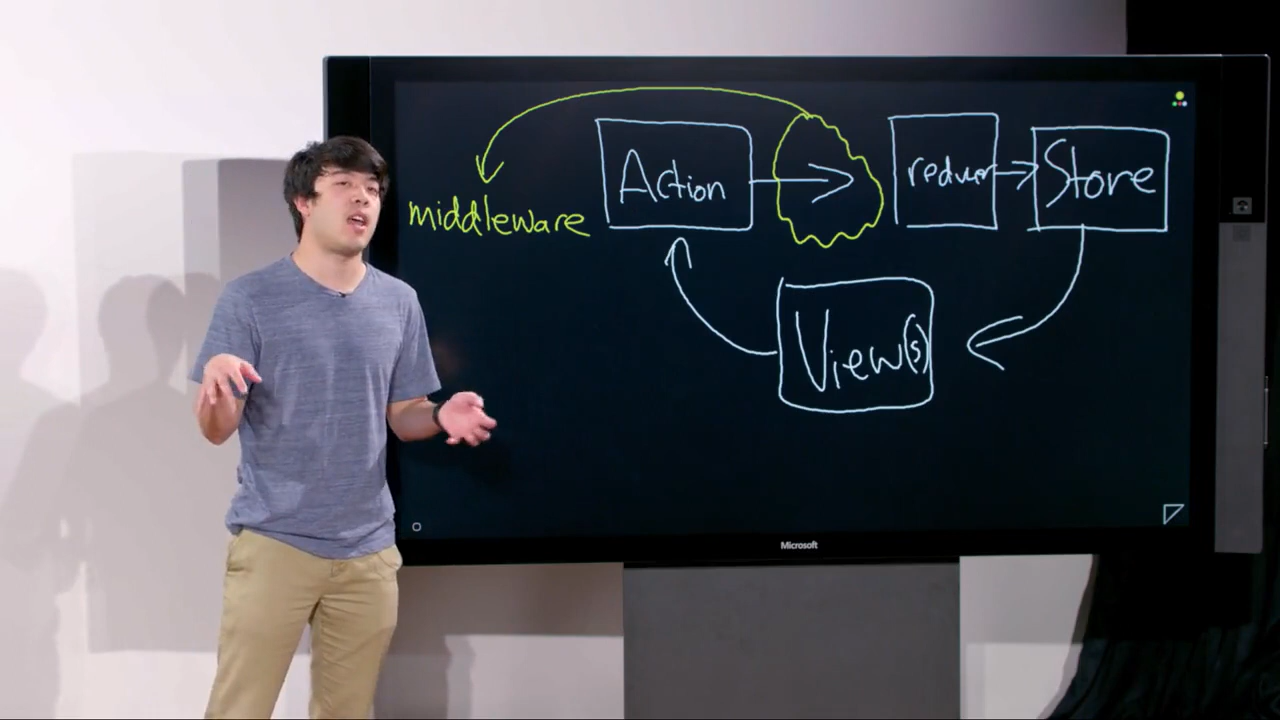 Action
reducer
Store
middleware
View(s)
Microsoft